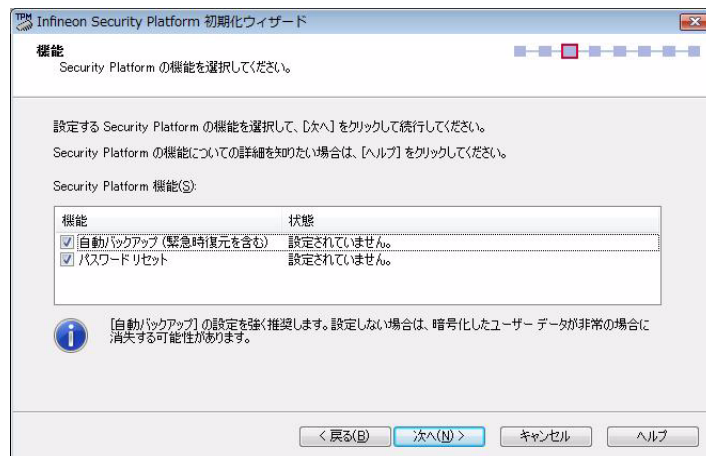 TPM
Infineon Security Platform 初期化ウィザード
機能
Security Platform の機能を選択してください。
設定する Security Platform の機能を選択して、[次へ] をクリックして続行してください。
Security Platform の機能についての詳細を知りたい場合は、[ヘルプ] をクリックしてください。
Security Platform 機能(S):
機能 状態
自動バックアップ (緊急時復元を含む) 設定されていません。
パスワード リセット 設定されていません。
[自動バックアップ] の設定を強く推奨します。設定しない場合は、暗号化したユーザー データが非常の場合に
消失する可能性があります。
< 戻る(B) 次へ(N) > キャンセル ヘルプ